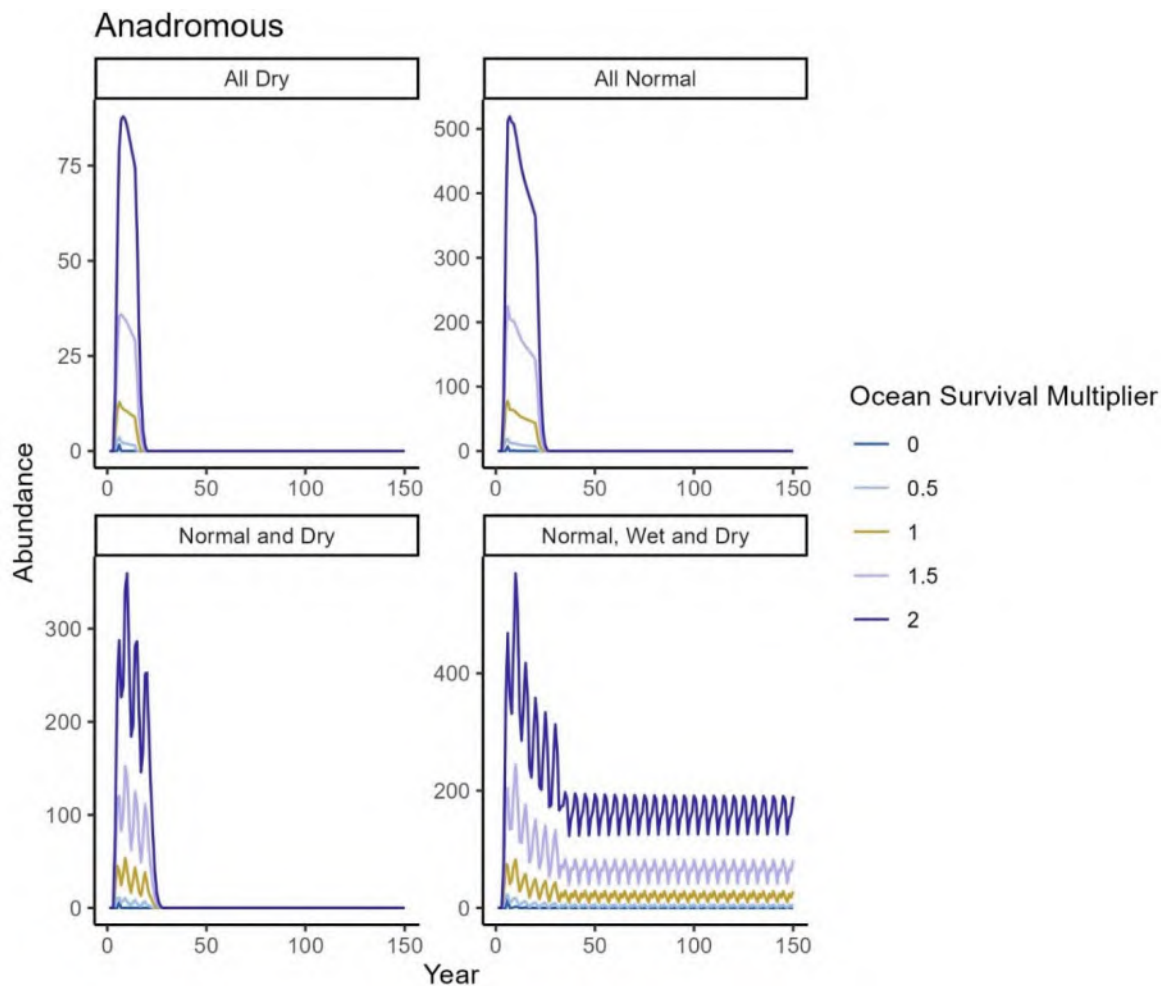 Anadromous
All Dry
All Normal
75
50
25
0
500
400
300
200
100
0
0 50 100 150
0 50 100 150
Abundance
Normal and Dry
Normal, Wet and Dry
300
200
100
0
400
200
0
0 50 100 150
0 50 100 150
Year
Ocean Survival Multiplier
0
0.5
1
1.5
2